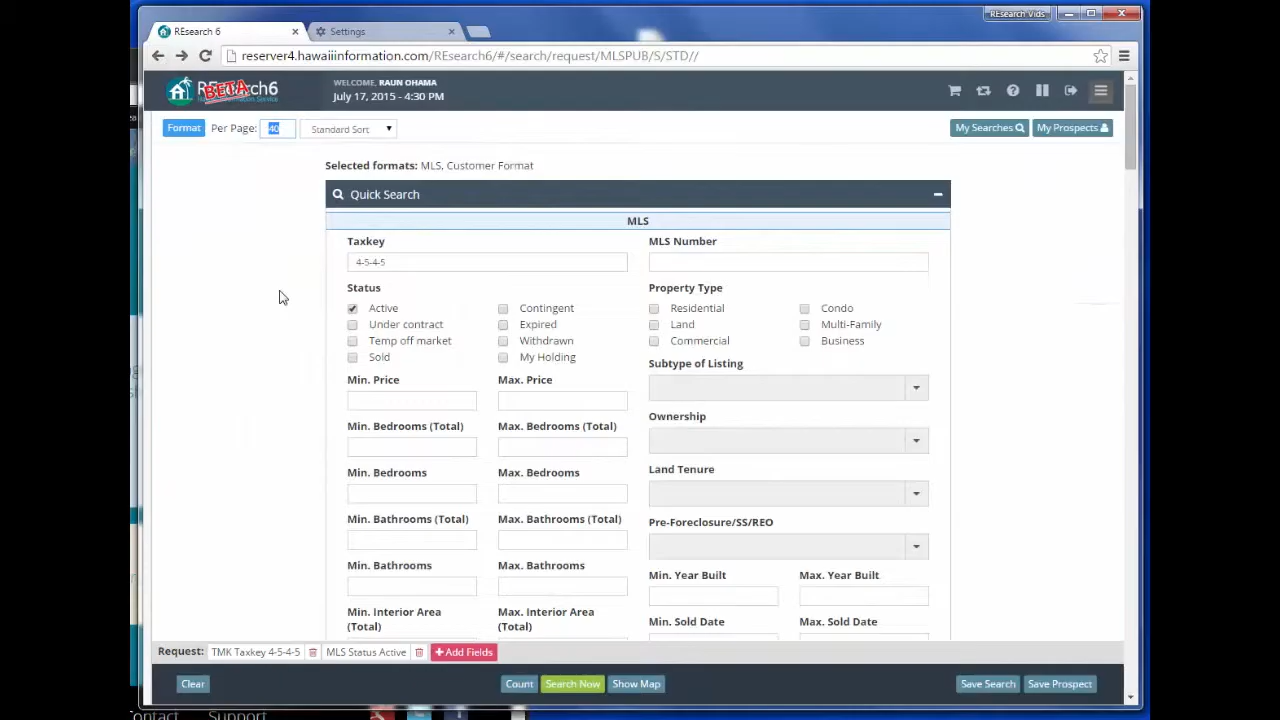 REsearch Vids
REsearch 6
Settings
reserver4.hawaiiinformation.com/REsearch6/#/search/request/MLSPUB/S/STD//
REsearch6
BETA
WELCOME, RAUN OHAMA
July 17, 2015 - 4:30 PM
Format Per Page: 40 Standard Sort
My Searches My Prospects
Selected formats: MLS, Customer Format
Quick Search
MLS
Taxkey MLS Number
4-5-4-5
Status Property Type
Active Contingent Residential Condo
Under contract Expired Land Multi-Family
Temp off market Withdrawn Commercial Business
Sold My Holding
Subtype of Listing
Min. Price Max. Price
Ownership
Min. Bedrooms (Total) Max. Bedrooms (Total)
Land Tenure
Min. Bedrooms Max. Bedrooms
Min. Bathrooms (Total) Max. Bathrooms (Total) Pre-Foreclosure/SS/REO
Min. Bathrooms Max. Bathrooms
Min. Year Built Max. Year Built
Min. Interior Area
(Total)
Max. Interior Area
(Total)
Min. Sold Date Max. Sold Date
Request: TMK Taxkey 4-5-4-5 MLS Status Active +Add Fields
Clear Count Search Now Show Map Save Search Save Prospect
Support